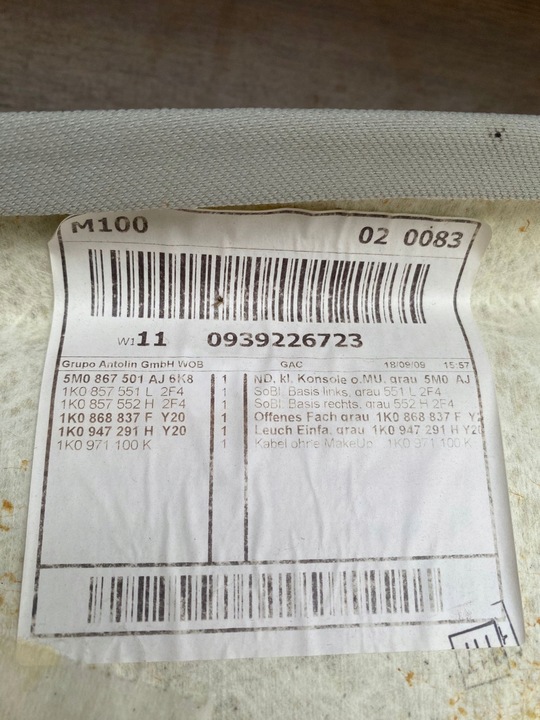 M100 02 0083
W1 11 0939226723
Grupo Antolin GmbH WOB GAC 18/09/09 15:57
5M0 867 501 AJ 6K8 1 ND. kl. Konsole o.MU. grau 5M0 AJ
1K0 857 551 L 2F4 1 SoBl. Basis links, grau 551 L 2F4
1K0 857 552 H 2F4 1 SoBl. Basis rechts, grau 552 H 2F4
1K0 868 837 F Y20 1 Offenes Fach grau 1K0 868 837 F
1K0 947 291 H Y20 1 Leuch Einfa. grau 1K0 947 291 H Y20
1K0 971 100 K 1 Kabel ohne MakeUp 1K0 971 100 K